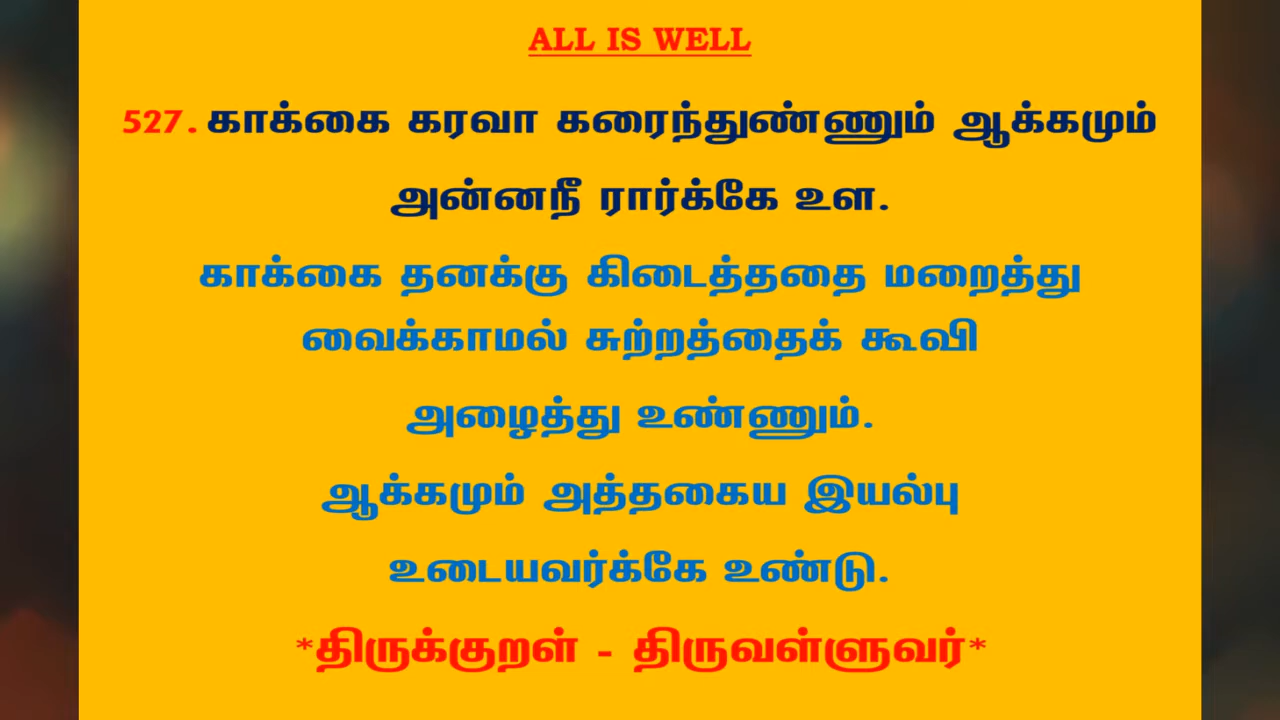 ALL IS WELL
527. காக்கை கரவா கரைந்துண்ணும் ஆக்கமும்
அன்னநீ ரார்க்கே உள.
காக்கை தனக்கு கிடைத்ததை மறைத்து
வைக்காமல் சுற்றத்தைக் கூவி
அழைத்து உண்ணும்.
ஆக்கமும் அத்தகைய இயல்பு
உடையவர்க்கே உண்டு.
*திருக்குறள் - திருவள்ளுவர்*